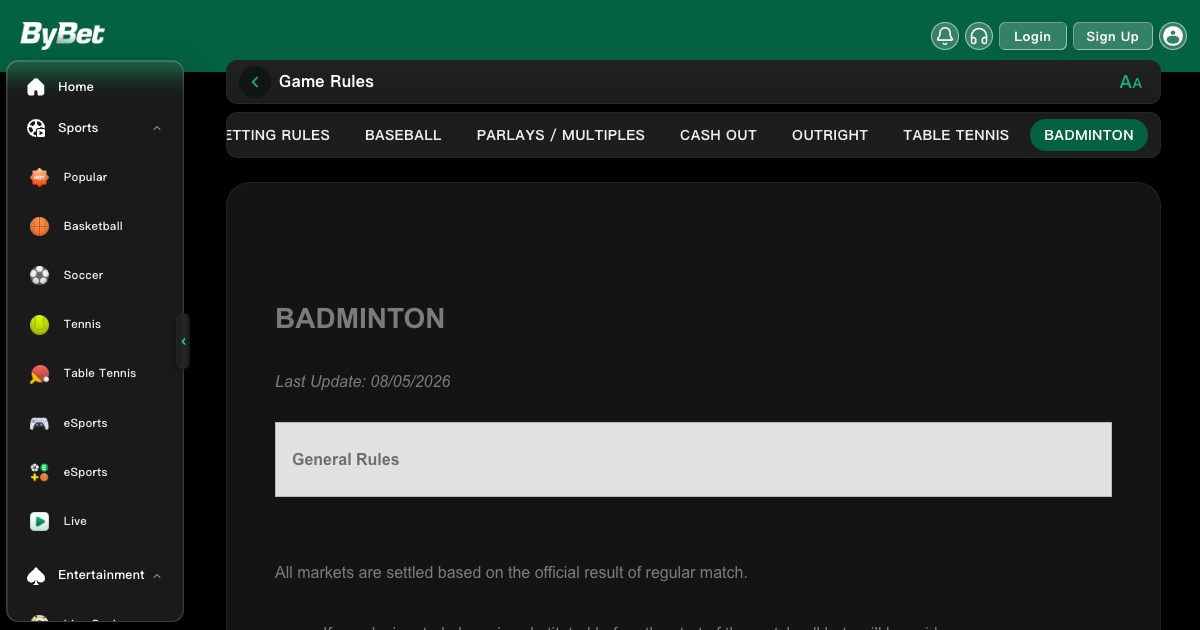 ByBet
Login
Sign Up
Home
Sports
Popular
Basketball
Soccer
Tennis
Table Tennis
eSports
eSports
Live
Entertainment
Game Rules
AA
ETTING RULES
BASEBALL
PARLAYS / MULTIPLES
CASH OUT
OUTRIGHT
TABLE TENNIS
BADMINTON
BADMINTON
Last Update: 08/05/2026
General Rules
All markets are settled based on the official result of regular match.